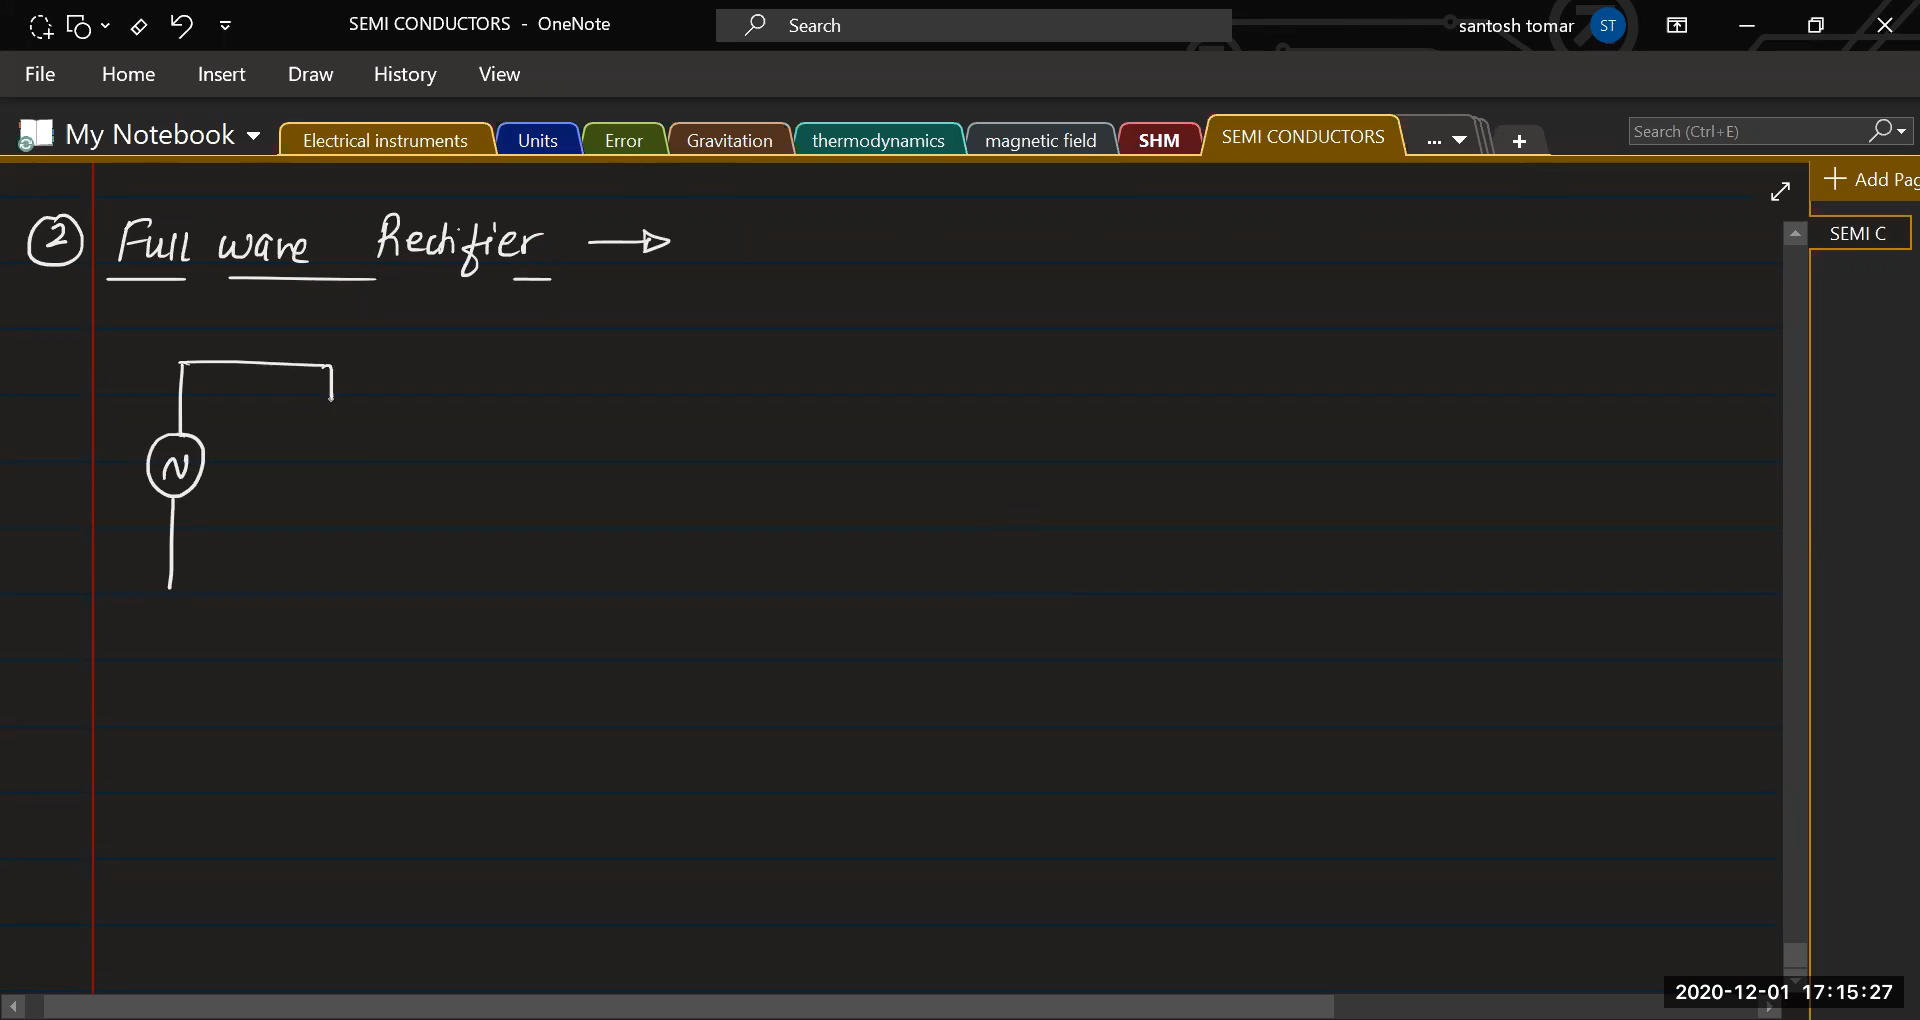 SEMI CONDUCTORS - OneNote
Search
santosh tomar
ST
File Home Insert Draw History View
My Notebook
Electrical instruments
Units
Error
Gravitation
thermodynamics
magnetic field
SHM
SEMI CONDUCTORS
...
Search (Ctrl+E)
Add Pag
SEMI C
② Full wave Rectifier →
2020-12-01 17:15:27